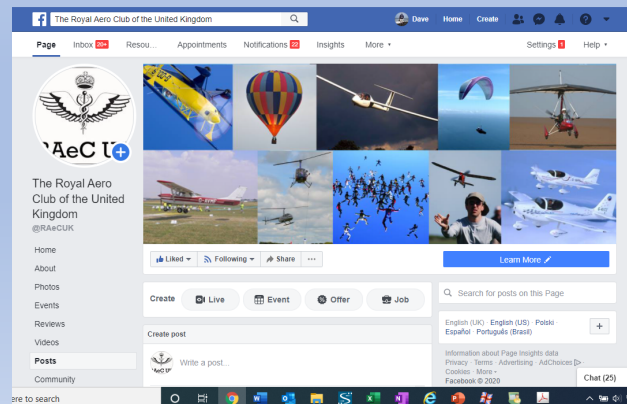 The Royal Aero Club of the United Kingdom
Dave Home Create
Page Inbox 20+ Resou... Appointments Notifications 22 Insights More Settings 1 Help
RAeC U
The Royal Aero
Club of the United
Kingdom
@RAeCUK
Home
About
Photos
Events
Reviews
Videos
Posts
Community
Liked Following Share ... Learn More
Create Live Event Offer Job
Search for posts on this Page
Create post
Write a post...
English (UK) · English (US) · Polski ·
Español · Português (Brasil)
Information about Page Insights data
Privacy · Terms · Advertising · AdChoices
Cookies · More
Facebook © 2020
Chat (25)
ere to search